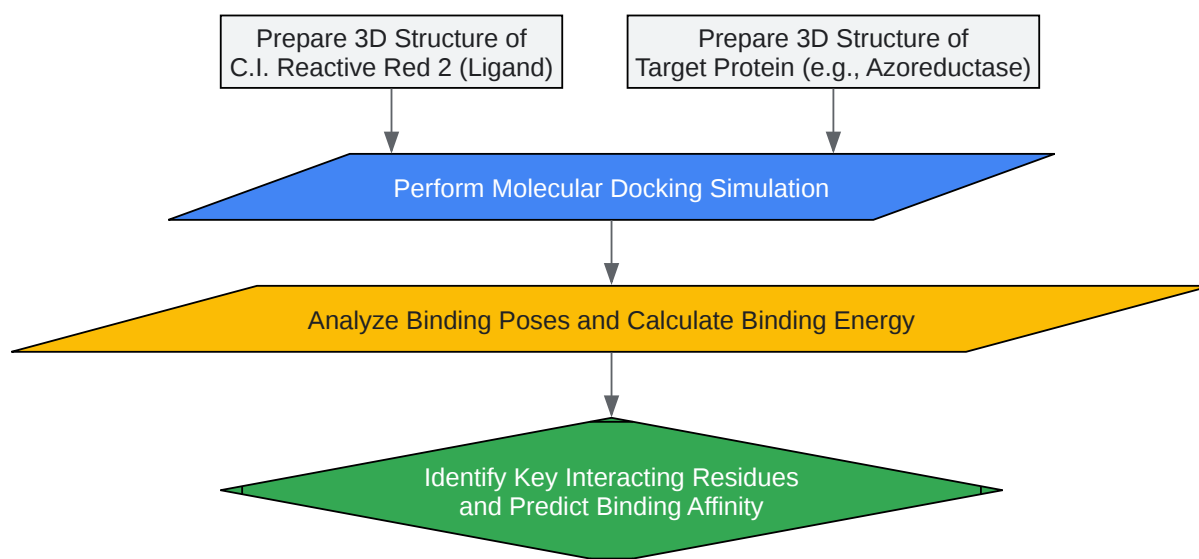 Prepare 3D Structure of
C.I. Reactive Red 2 (Ligand)
Prepare 3D Structure of
Target Protein (e.g., Azoreductase)
Perform Molecular Docking Simulation
Analyze Binding Poses and Calculate Binding Energy
Identify Key Interacting Residues
and Predict Binding Affinity